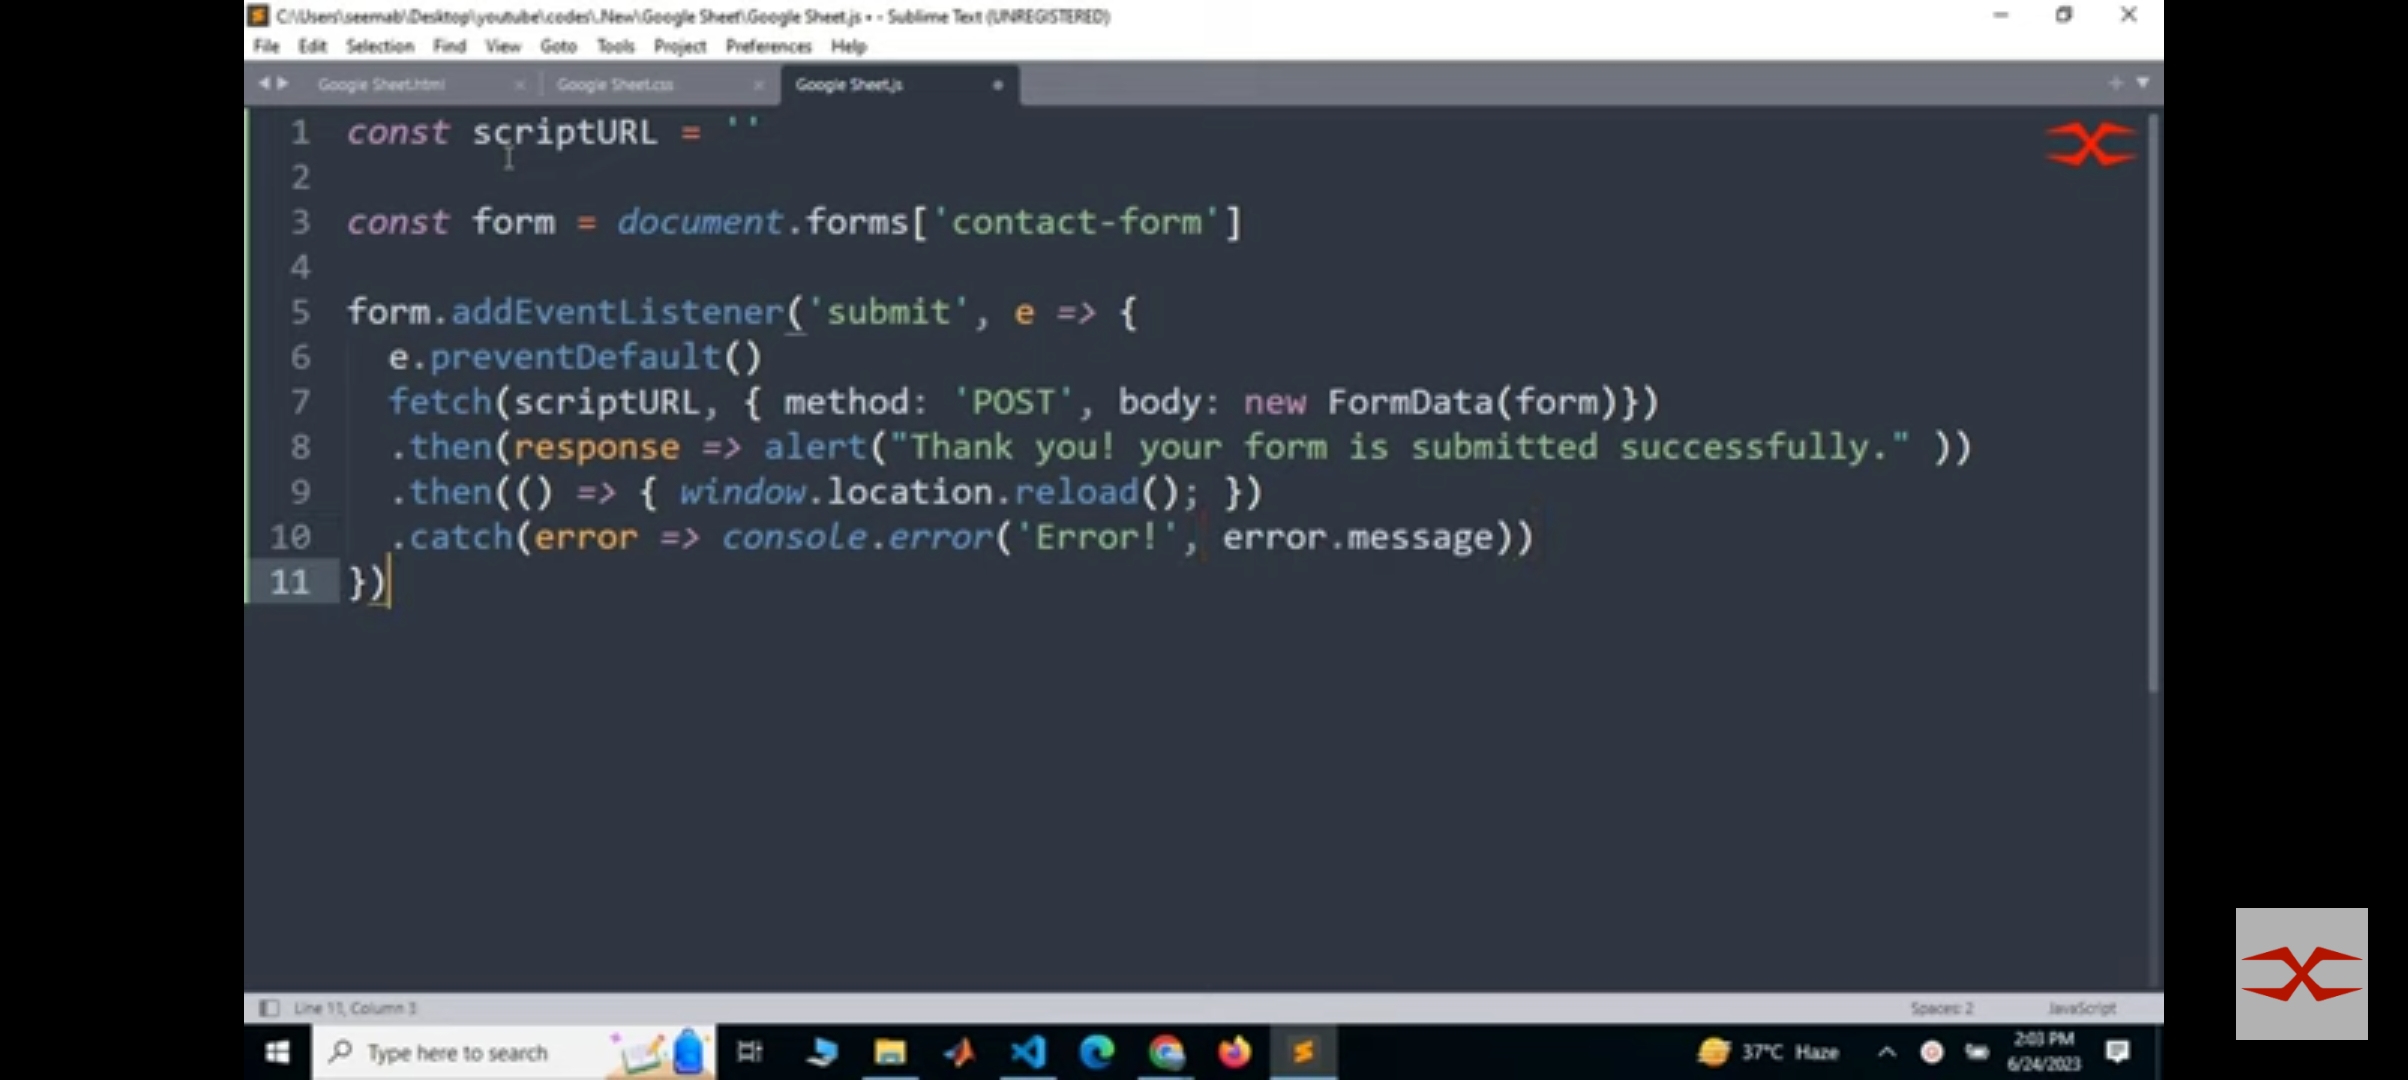 C:\Users\seemab\Desktop\youtube\codes\.New\Google Sheet\Google Sheet.js • - Sublime Text (UNREGISTERED)
File Edit Selection Find View Goto Tools Project Preferences Help
Google Sheet.html Google Sheet.css Google Sheet.js
1 const scriptURL = ''
2
3 const form = document.forms['contact-form']
4
5 form.addEventListener('submit', e => {
6 e.preventDefault()
7 fetch(scriptURL, { method: 'POST', body: new FormData(form)})
8 .then(response => alert("Thank you! your form is submitted successfully." ))
9 .then(() => { window.location.reload(); })
10 .catch(error => console.error('Error!', error.message))
11 })
Line 11, Column 3 Spaces: 2 JavaScript
Type here to search 37°C Haze 2:03 PM
6/24/2023